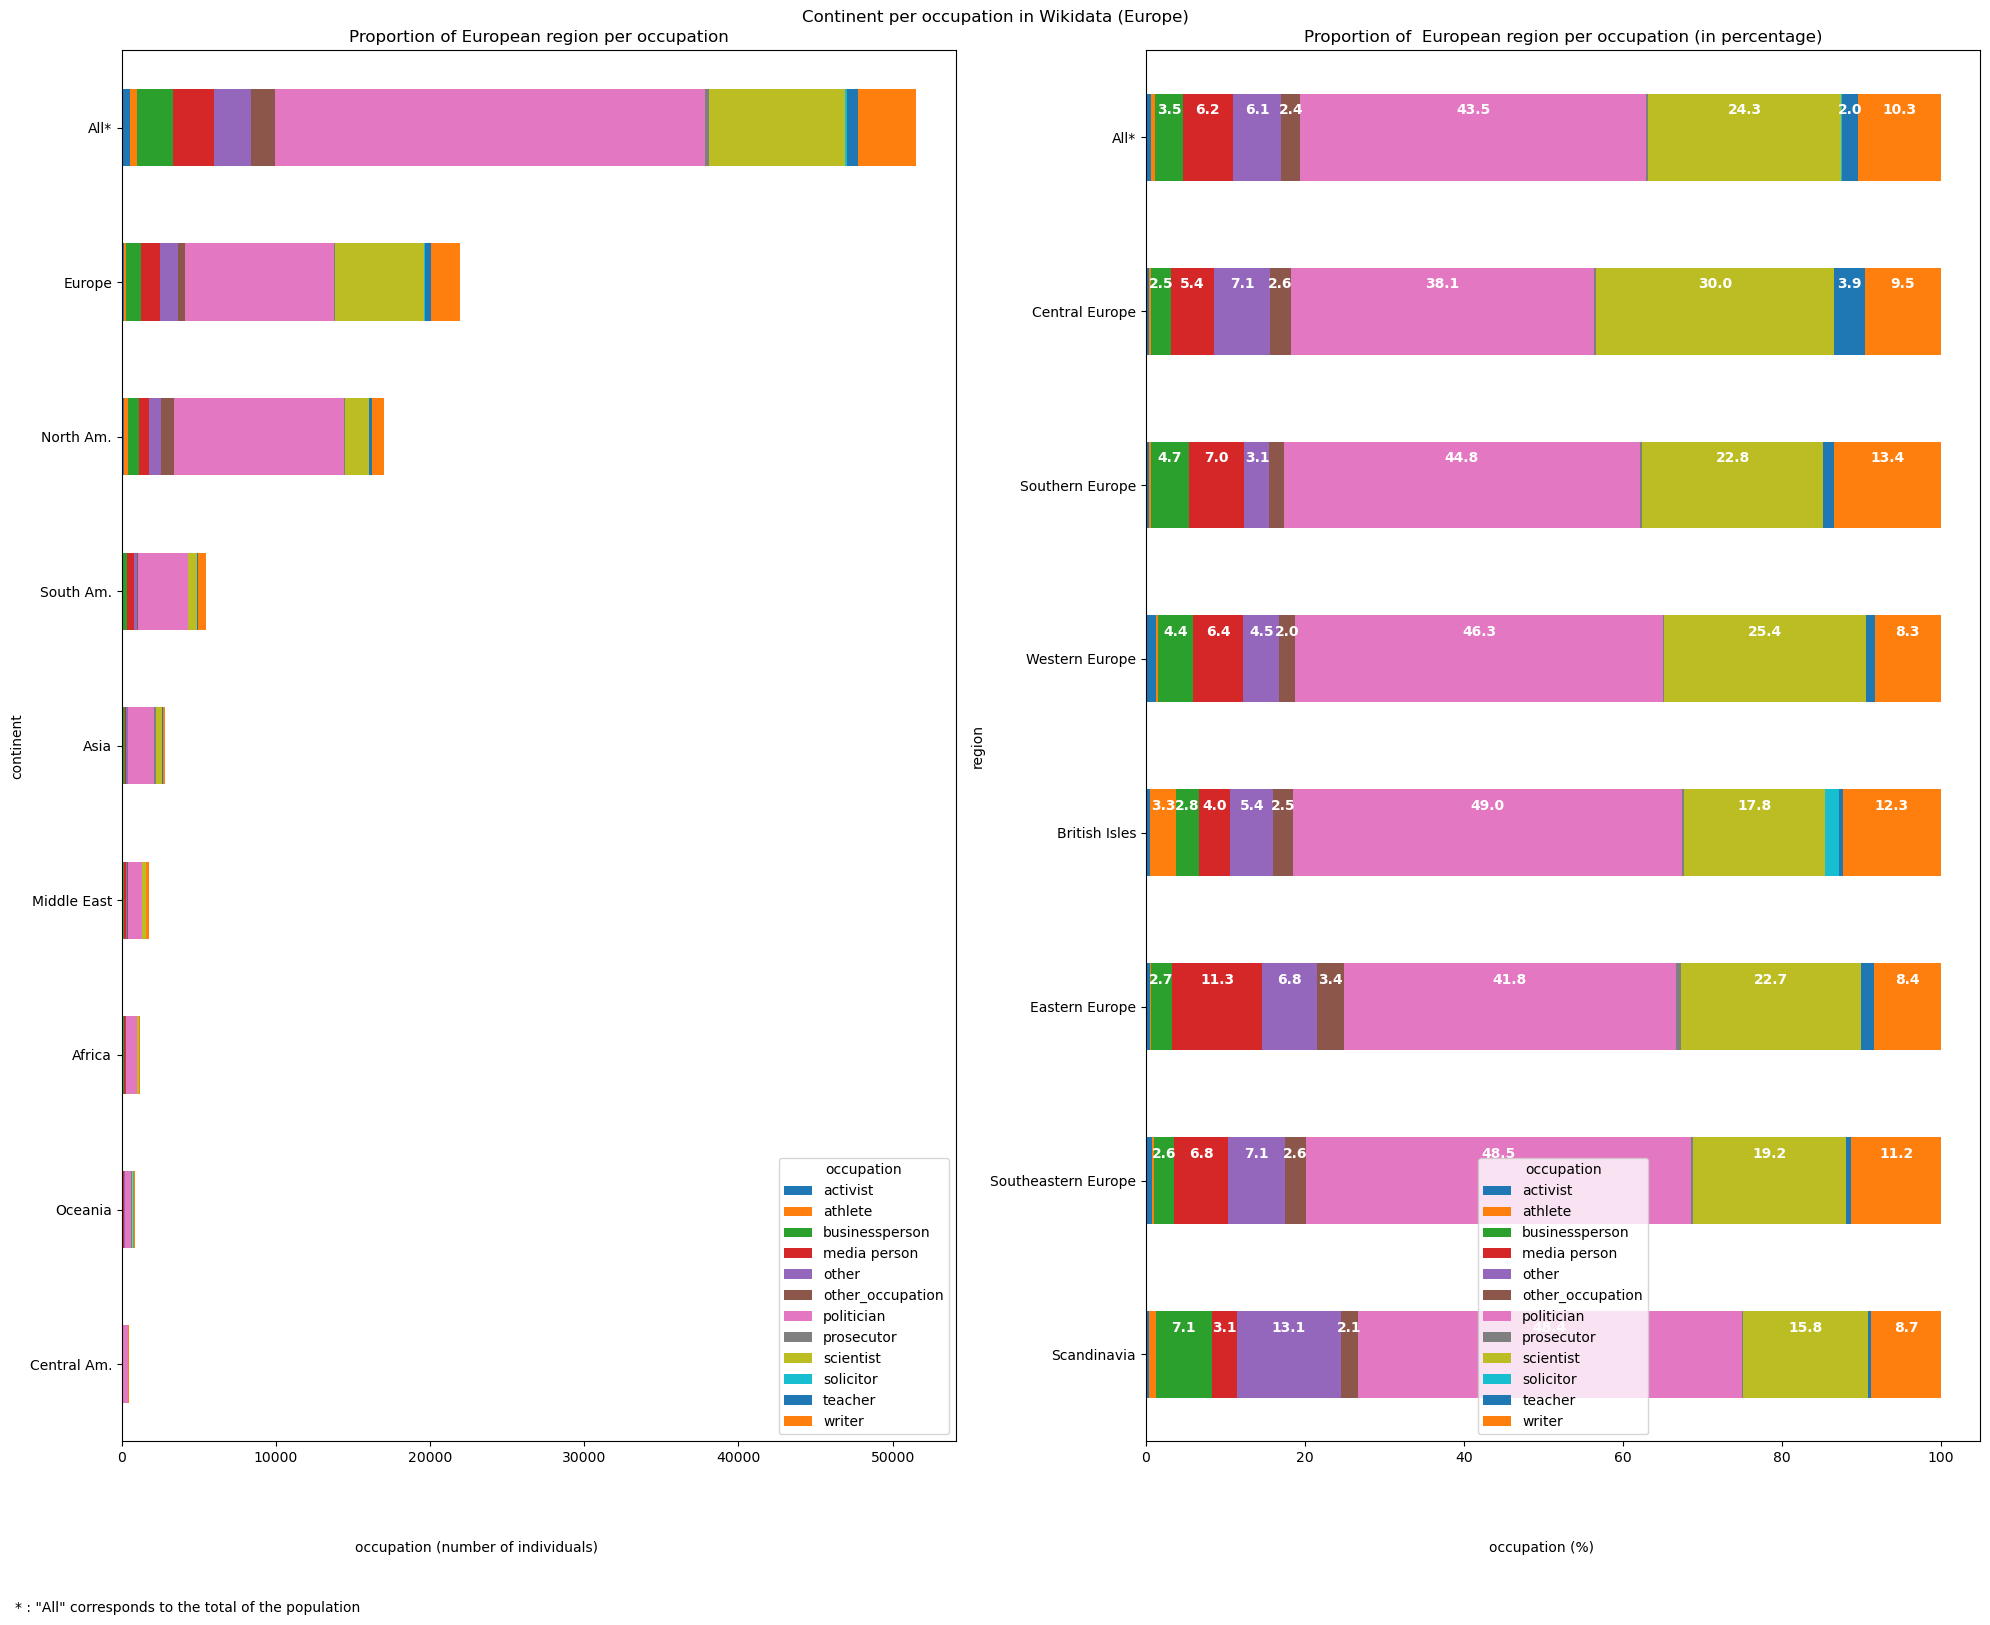 Continent per occupation in Wikidata (Europe)
Proportion of European region per occupation
continent
All*
Europe
North Am.
South Am.
Asia
Middle East
Africa
Oceania
Central Am.
occupation
activist
athlete
businessperson
media person
other
other_occupation
politician
prosecutor
scientist
solicitor
teacher
writer
0 10000 20000 30000 40000 50000
occupation (number of individuals)
Proportion of  European region per occupation (in percentage)
region
All* 3.5 6.2 6.1 2.4 43.5 24.3 2.0 10.3
Central Europe 2.5 5.4 7.1 2.6 38.1 30.0 3.9 9.5
Southern Europe 4.7 7.0 3.1 44.8 22.8 13.4
Western Europe 4.4 6.4 4.5 2.0 46.3 25.4 8.3
British Isles 3.3 2.8 4.0 5.4 2.5 49.0 17.8 12.3
Eastern Europe 2.7 11.3 6.8 3.4 41.8 22.7 8.4
Southeastern Europe 2.6 6.8 7.1 2.6 48.5 19.2 11.2
Scandinavia 7.1 3.1 13.1 2.1 15.8 8.7
occupation
activist
athlete
businessperson
media person
other
other_occupation
politician
prosecutor
scientist
solicitor
teacher
writer
0 20 40 60 80 100
occupation (%)
* : "All" corresponds to the total of the population